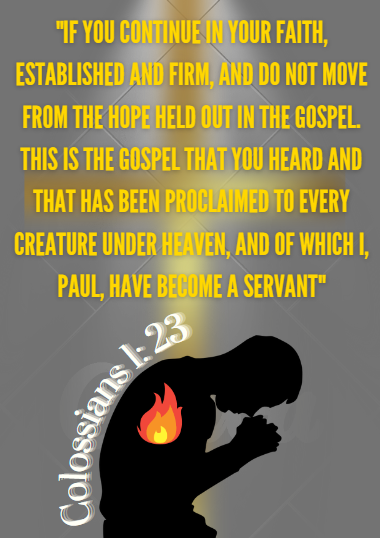 "IF YOU CONTINUE IN YOUR FAITH,
ESTABLISHED AND FIRM, AND DO NOT MOVE
FROM THE HOPE HELD OUT IN THE GOSPEL.
THIS IS THE GOSPEL THAT YOU HEARD AND
THAT HAS BEEN PROCLAIMED TO EVERY
CREATURE UNDER HEAVEN, AND OF WHICH I,
PAUL, HAVE BECOME A SERVANT"
Colossians 1: 23